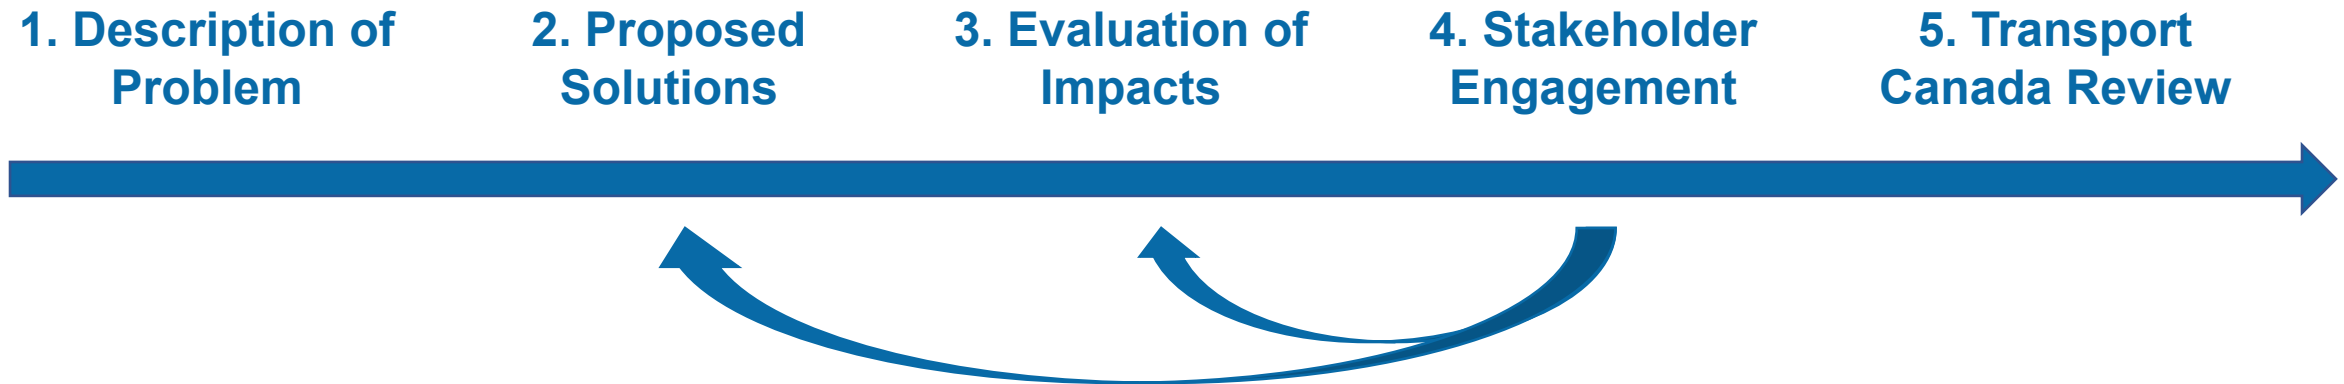 1. Description of
Problem
2. Proposed
Solutions
3. Evaluation of
Impacts
4. Stakeholder
Engagement
5. Transport
Canada Review